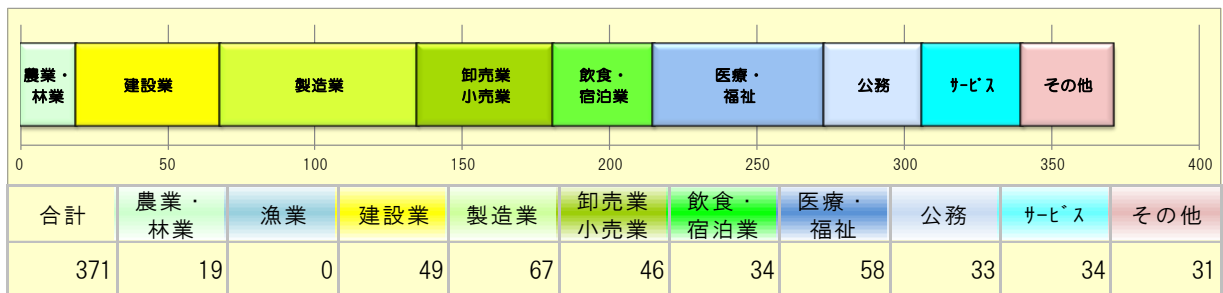 農業・
林業
建設業
製造業
卸売業
小売業
飲食・
宿泊業
医療・
福祉
公務
ｻｰﾋﾞｽ
その他
0 50 100 150 200 250 300 350 400
合計 農業・林業 漁業 建設業 製造業 卸売業小売業 飲食・宿泊業 医療・福祉 公務 ｻｰﾋﾞｽ その他
371 19 0 49 67 46 34 58 33 34 31